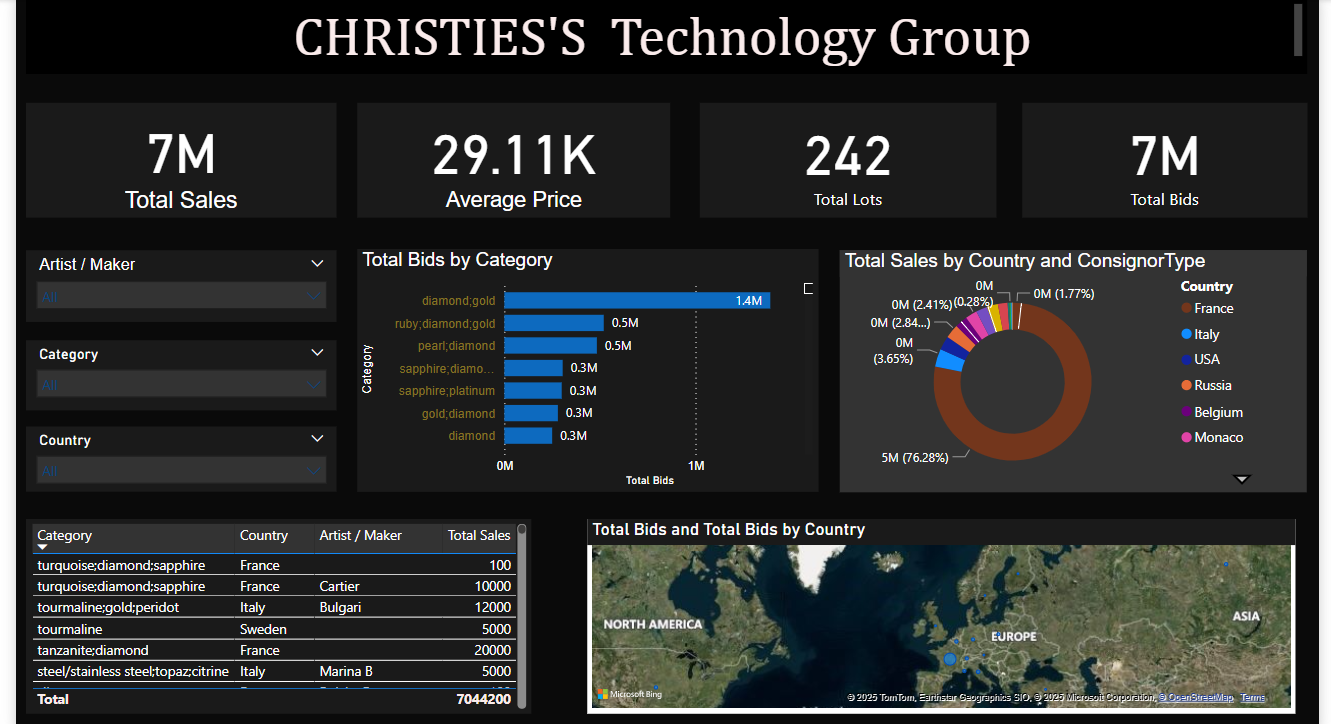 CHRISTIES'S Technology Group
7M
Total Sales
29.11K
Average Price
242
Total Lots
7M
Total Bids
Artist / Maker
All
Category
All
Country
All
Total Bids by Category
Category
diamond;gold 1.4M
ruby;diamond;gold 0.5M
pearl;diamond 0.5M
sapphire;diamo... 0.3M
sapphire;platinum 0.3M
gold;diamond 0.3M
diamond 0.3M
0M 1M
Total Bids
Total Sales by Country and ConsignorType
0M
0M (1.77%)
0M (2.41%)
(0.28%)
0M (2.84...)
0M
(3.65%)
5M (76.28%)
Country
France
Italy
USA
Russia
Belgium
Monaco
Category Country Artist / Maker Total Sales
turquoise;diamond;sapphire France 100
turquoise;diamond;sapphire France Cartier 10000
tourmaline;gold;peridot Italy Bulgari 12000
tourmaline Sweden 5000
tanzanite;diamond France 20000
steel/stainless steel;topaz;citrine Italy Marina B 5000
Total 7044200
Total Bids and Total Bids by Country
NORTH AMERICA
EUROPE
ASIA
Microsoft Bing
© 2025 TomTom, Earthstar Geographics SIO, © 2025 Microsoft Corporation, © OpenStreetMap Terms